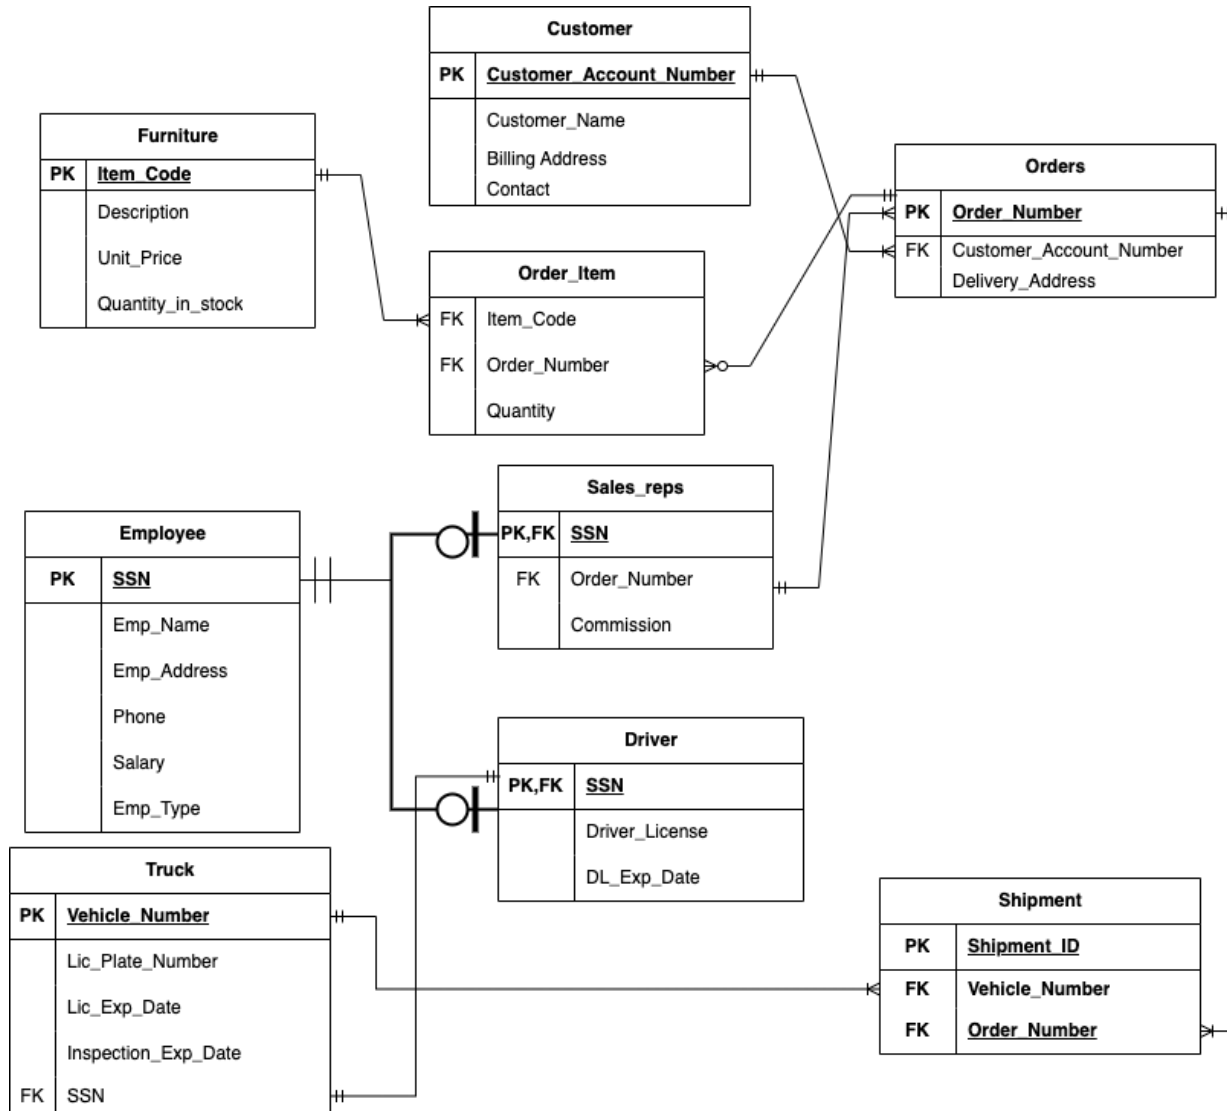 Customer
PK Customer_Account_Number
Customer_Name
Billing Address
Contact
Furniture
PK Item_Code
Description
Unit_Price
Quantity_in_stock
Orders
PK Order_Number
FK Customer_Account_Number
Delivery_Address
Order_Item
FK Item_Code
FK Order_Number
Quantity
Sales_reps
PK,FK SSN
FK Order_Number
Commission
Employee
PK SSN
Emp_Name
Emp_Address
Phone
Salary
Emp_Type
Driver
PK,FK SSN
Driver_License
DL_Exp_Date
Truck
PK Vehicle_Number
Lic_Plate_Number
Lic_Exp_Date
Inspection_Exp_Date
FK SSN
Shipment
PK Shipment_ID
FK Vehicle_Number
FK Order_Number